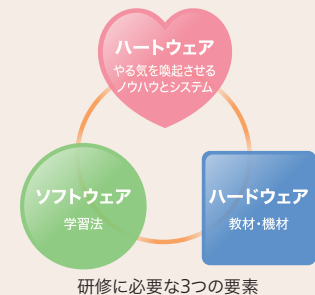 ハートウェア
やる気を喚起させる
ノウハウとシステム
ソフトウェア
学習法
ハードウェア
教材・機材
研修に必要な3つの要素